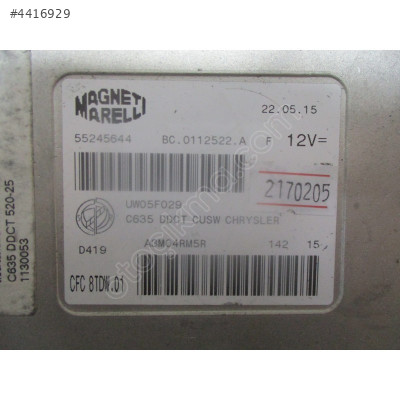 #4416929
MAGNETI
MARELLI
22.05.15
55245644 BC.0112522.A F 12V=
UW05F029
C635 DDCT CUSW CHRYSLER
2170205
D419 A3MC4RM5R 142 15
CFC 8TDW.01
C635 DDCT 520-25
1130053